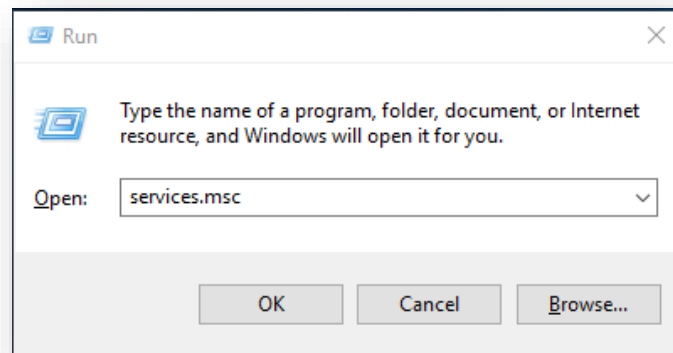 Run
Type the name of a program, folder, document, or Internet
resource, and Windows will open it for you.
Open: services.msc
OK Cancel Browse...